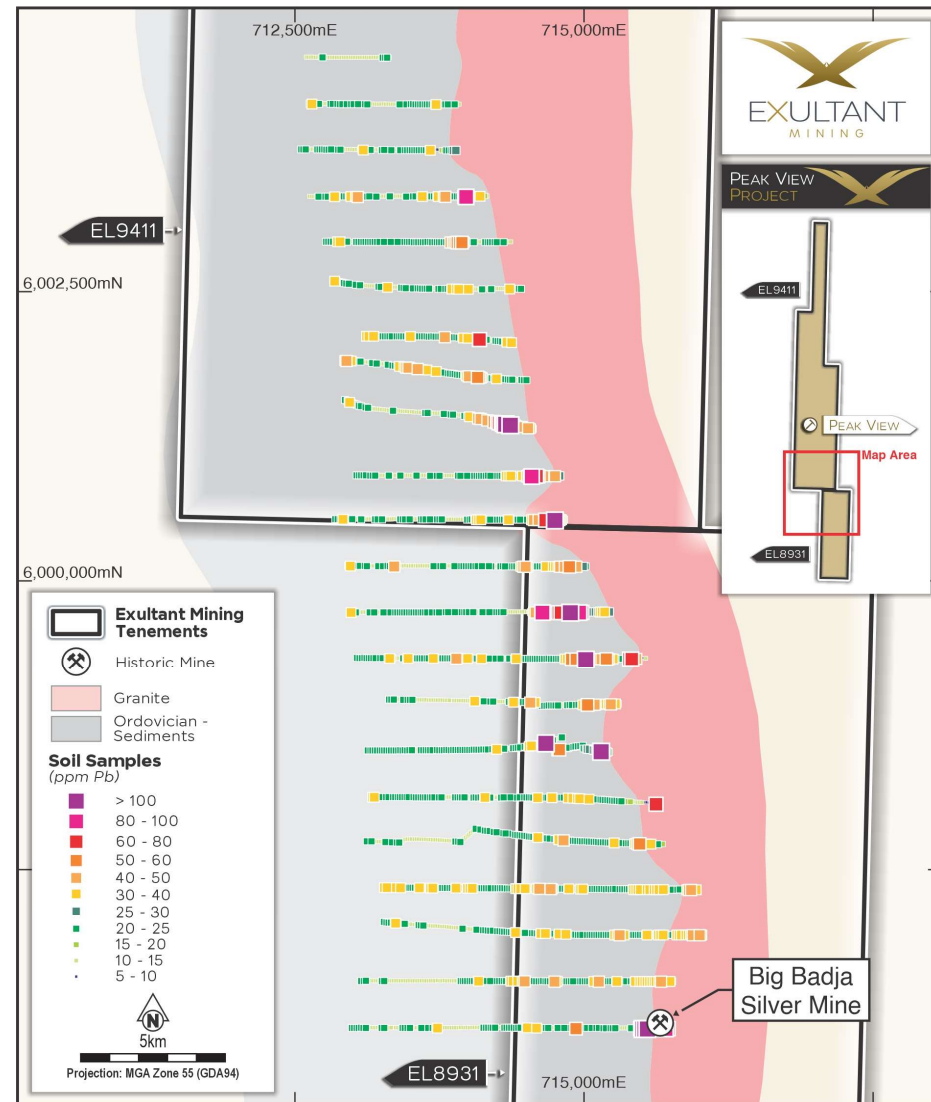 712,500mE
715,000mE
EXULTANT
MINING
PEAK VIEW
PROJECT
EL9411
EL9411
6,002,500mN
PEAK VIEW
Map Area
EL8931
6,000,000mN
Exultant Mining
Tenements
Historic Mine
Granite
Ordovician -
Sediments
Soil Samples
(ppm Pb)
> 100
80 - 100
60 - 80
50 - 60
40 - 50
30 - 40
25 - 30
20 - 25
15 - 20
10 - 15
5 - 10
N
5km
Projection: MGA Zone 55 (GDA94)
Big Badja
Silver Mine
EL8931
715,000mE